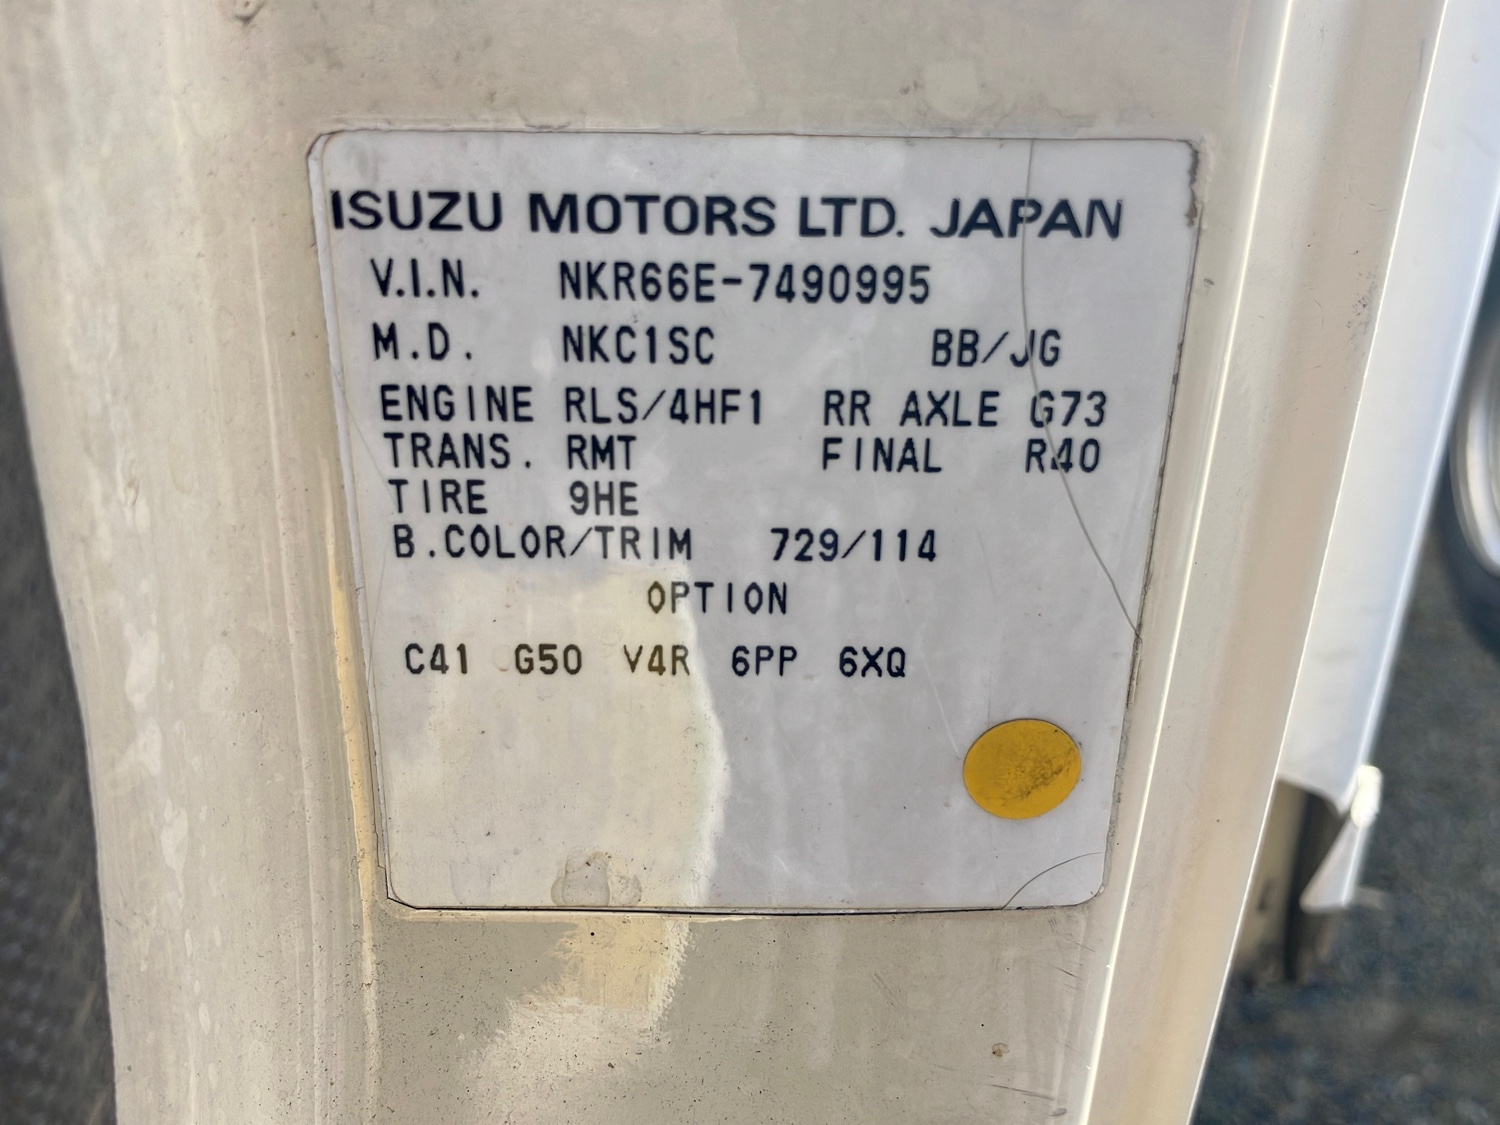 ISUZU MOTORS LTD. JAPAN
V.I.N. NKR66E-7490995
M.D. NKC1SC BB/JG
ENGINE RLS/4HF1 RR AXLE G73
TRANS. RMT FINAL R40
TIRE 9HE
B.COLOR/TRIM 729/114
OPTION
C41 G50 V4R 6PP 6XQ